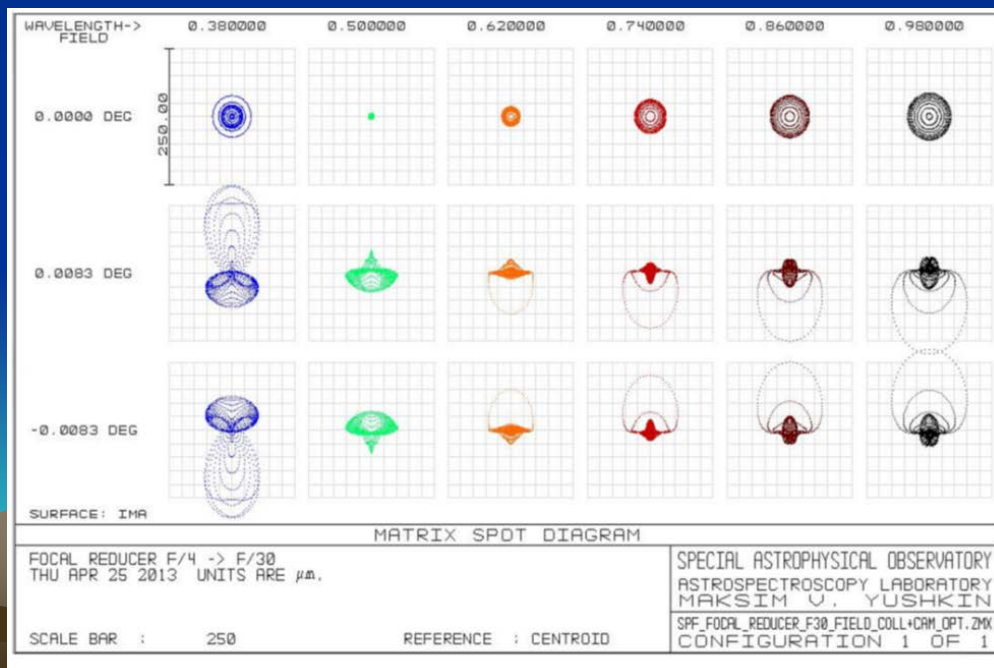 WAVELENGTH-> 0.380000 0.500000 0.620000 0.740000 0.860000 0.980000
FIELD
0.0000 DEG
250.00
0.0083 DEG
-0.0083 DEG
SURFACE: IMA
MATRIX SPOT DIAGRAM
FOCAL REDUCER F/4 -> F/30
THU APR 25 2013 UNITS ARE µm.
SCALE BAR : 250 REFERENCE : CENTROID
SPECIAL ASTROPHYSICAL OBSERVATORY
ASTROSPECTROSCOPY LABORATORY
MAKSIM V. YUSHKIN
SPF_FOCAL_REDUCER_F30_FIELD_COLL+CAM_OPT.ZMX
CONFIGURATION 1 OF 1